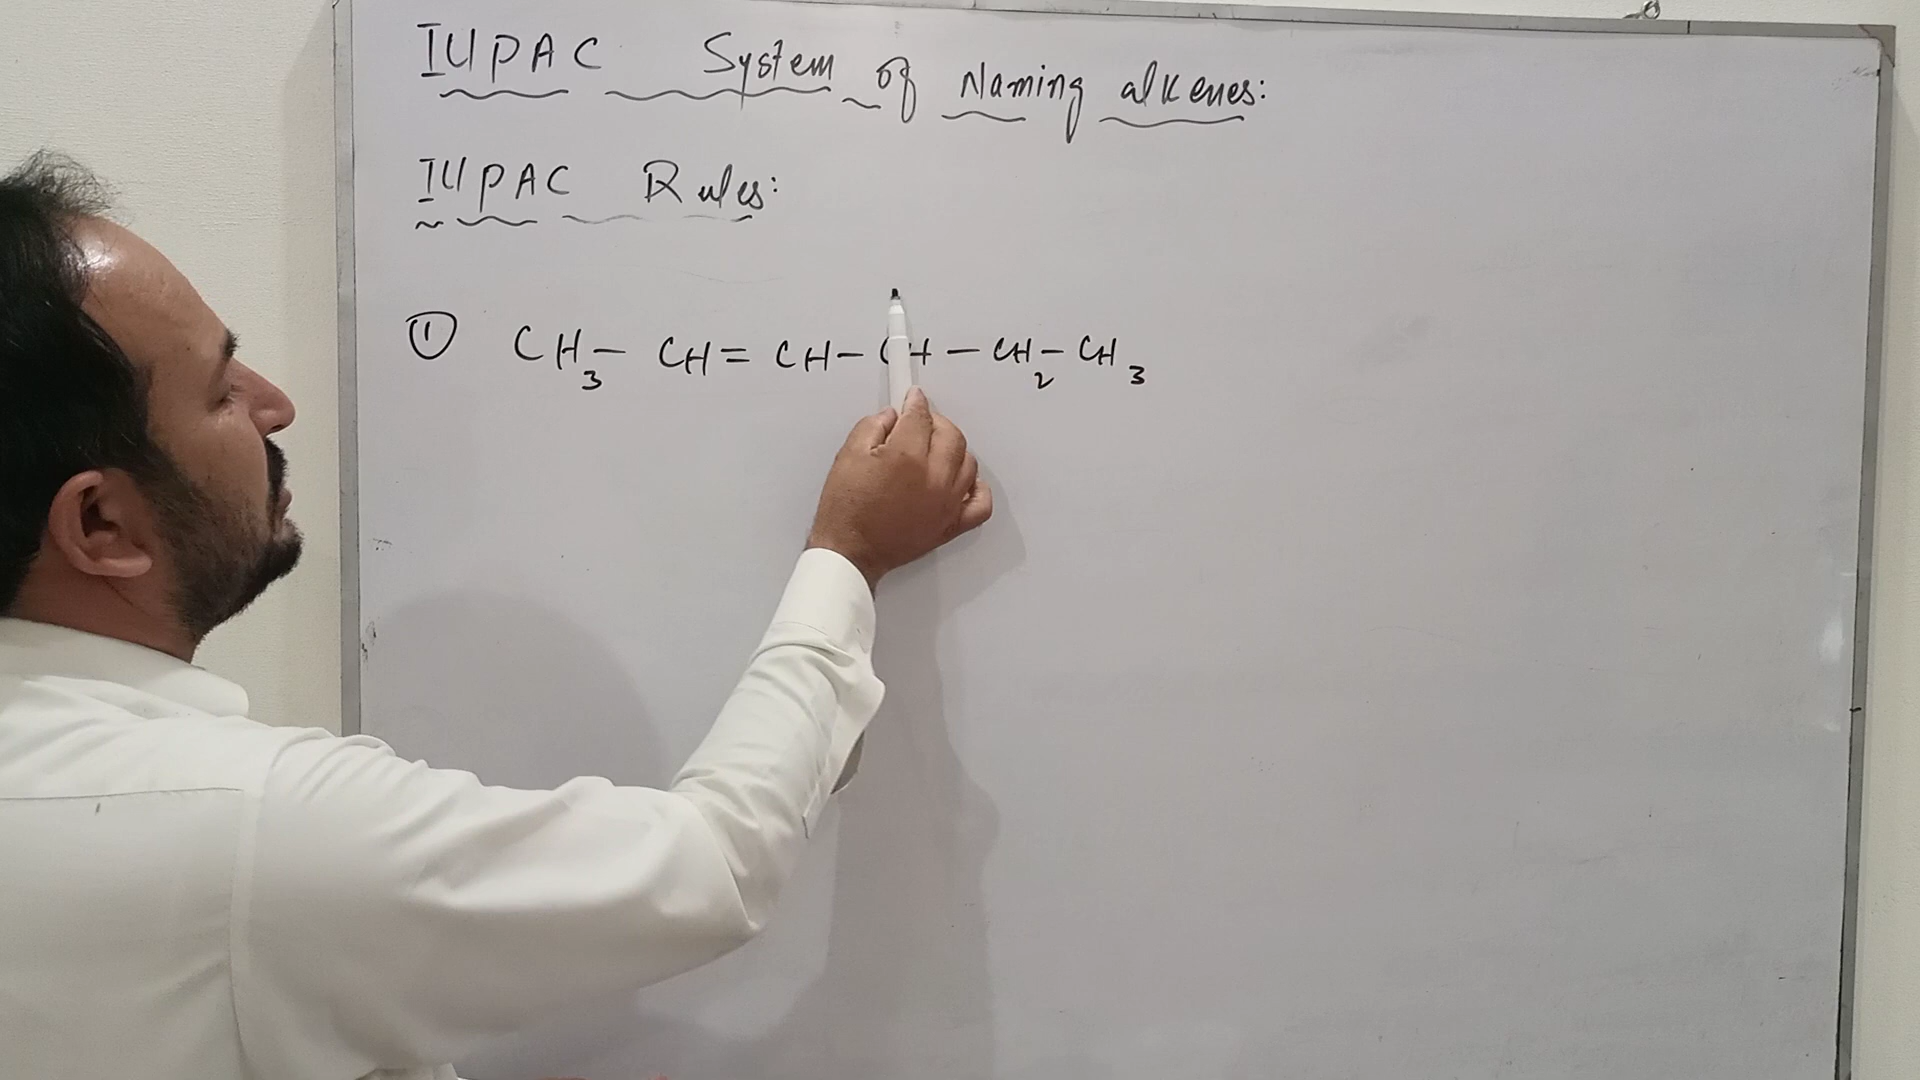 IUPAC System of Naming alkenes:
IUPAC Rules:
① CH₃ – CH = CH – CH – CH₂ – CH₃